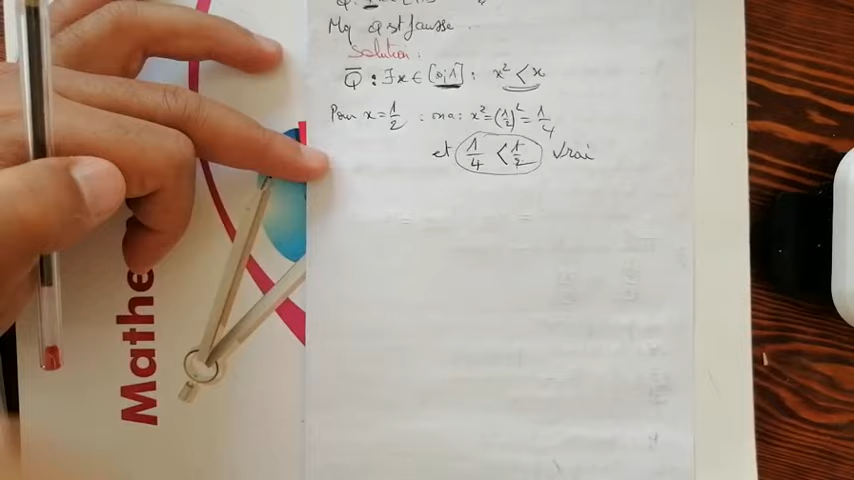 Mq Q est fausse.
Solution :
Q̅ : ∃x ∈ [0;1] : x² < x
Pour x = 1/2 : on a : x² = (1/2)² = 1/4
et 1/4 < 1/2 Vrai
Mathe